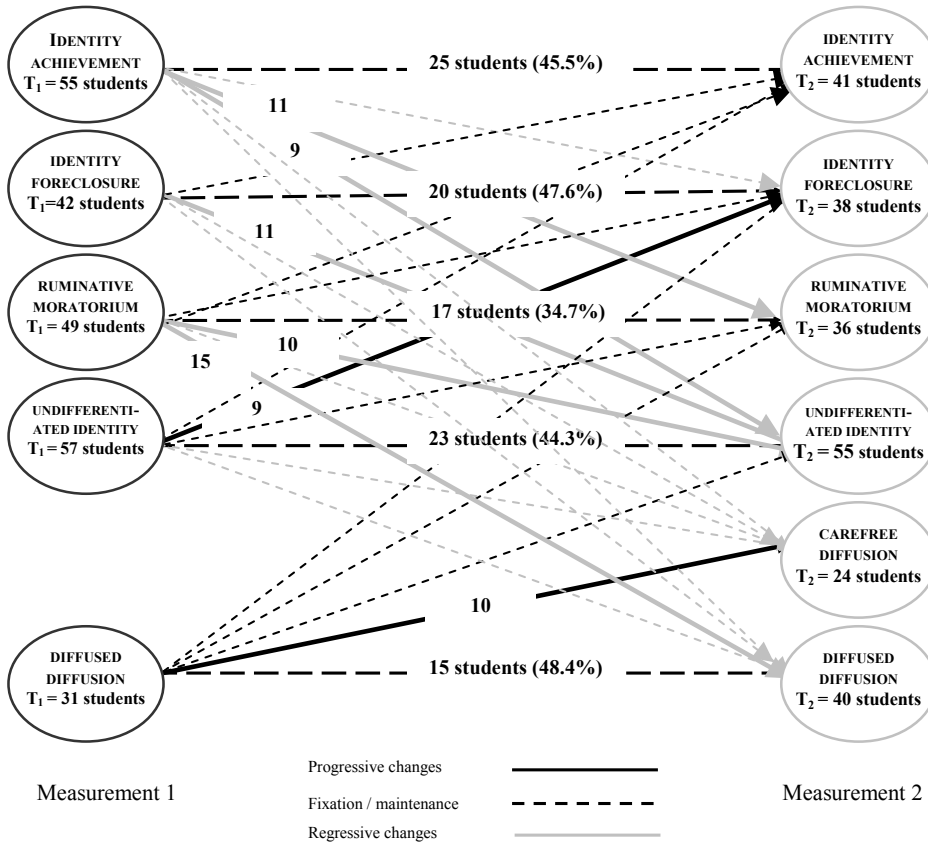 IDENTITY
ACHIEVEMENT
T1 = 55 students
25 students (45.5%)
IDENTITY
ACHIEVEMENT
T2 = 41 students
11
9
IDENTITY
FORECLOSURE
T1=42 students
20 students (47.6%)
IDENTITY
FORECLOSURE
T2 = 38 students
11
RUMINATIVE
MORATORIUM
T1 = 49 students
17 students (34.7%)
RUMINATIVE
MORATORIUM
T2 = 36 students
15
10
9
UNDIFFERENTI-
ATED IDENTITY
T1 = 57 students
23 students (44.3%)
UNDIFFERENTI-
ATED IDENTITY
T2 = 55 students
CAREFREE
DIFFUSION
T2 = 24 students
10
DIFFUSED
DIFFUSION
T1 = 31 students
15 students (48.4%)
DIFFUSED
DIFFUSION
T2 = 40 students
Measurement 1
Progressive changes
Fixation / maintenance
Regressive changes
Measurement 2